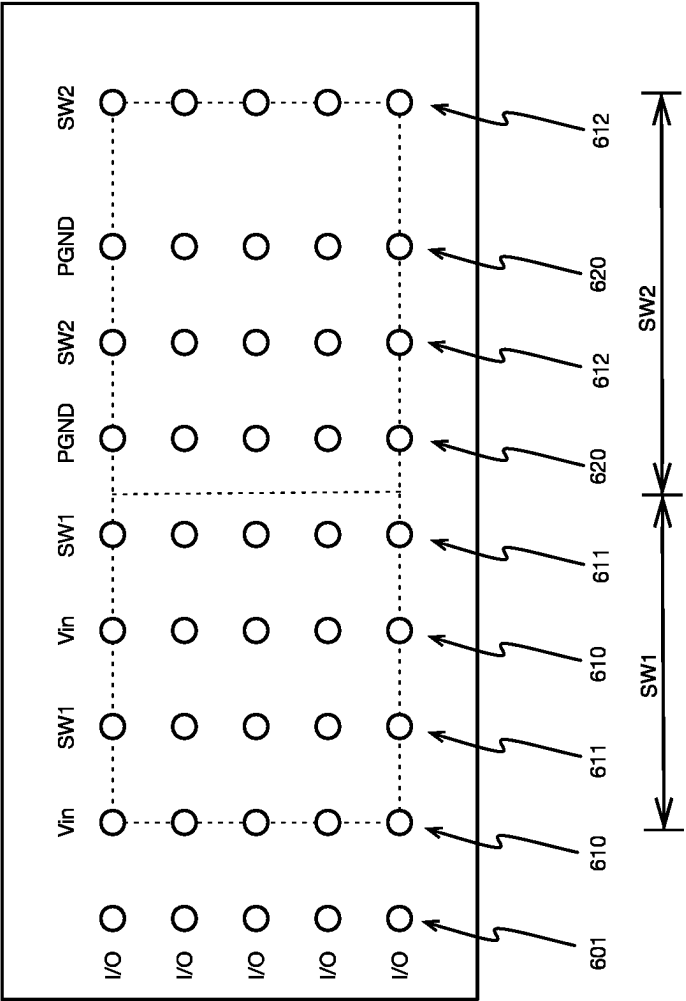 SW2
PGND
SW2
PGND
SW1
Vin
SW1
Vin
I/O
I/O
I/O
I/O
I/O
612
620
612
620
611
610
611
610
601
SW2
SW1